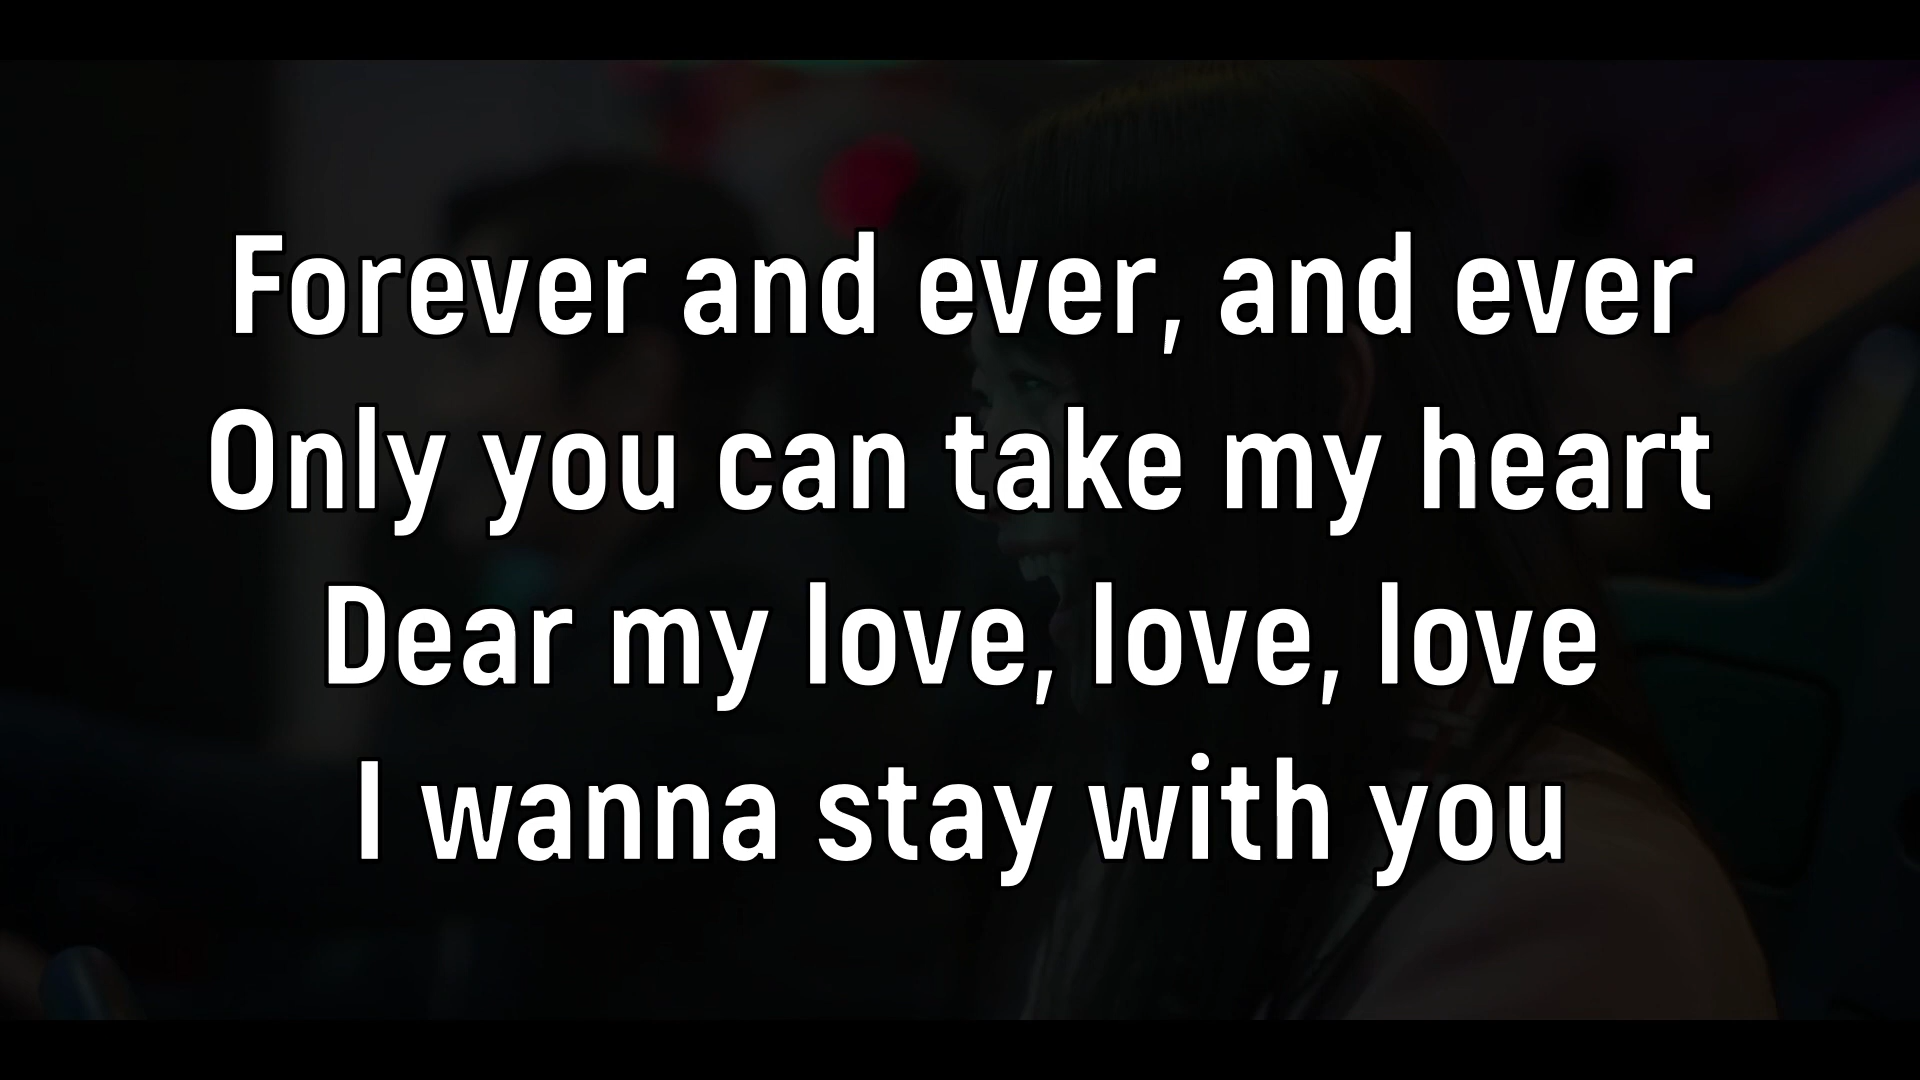 Forever and ever, and ever
Only you can take my heart
Dear my love, love, love
I wanna stay with you